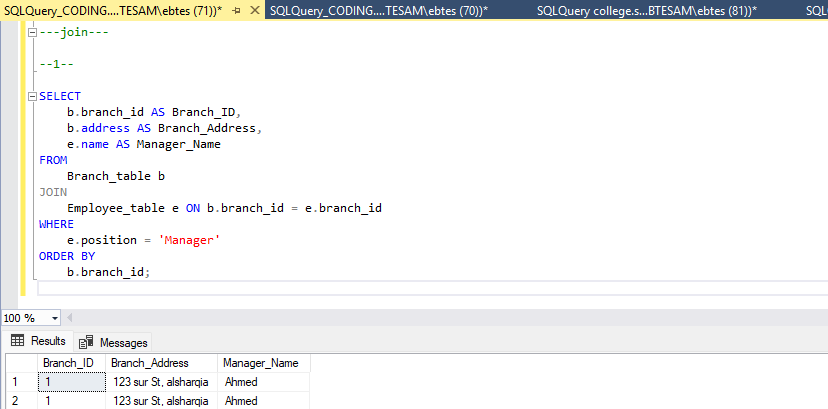 SQLQuery_CODING....TESAM\ebtes (71))* SQLQuery_CODING....TESAM\ebtes (70))* SQLQuery college.s...BTESAM\ebtes (81))* SQL
---join---
--1--
SELECT
b.branch_id AS Branch_ID,
b.address AS Branch_Address,
e.name AS Manager_Name
FROM
Branch_table b
JOIN
Employee_table e ON b.branch_id = e.branch_id
WHERE
e.position = 'Manager'
ORDER BY
b.branch_id;
100 %
Results Messages
Branch_ID Branch_Address Manager_Name
1 1 123 sur St, alsharqia Ahmed
2 1 123 sur St, alsharqia Ahmed